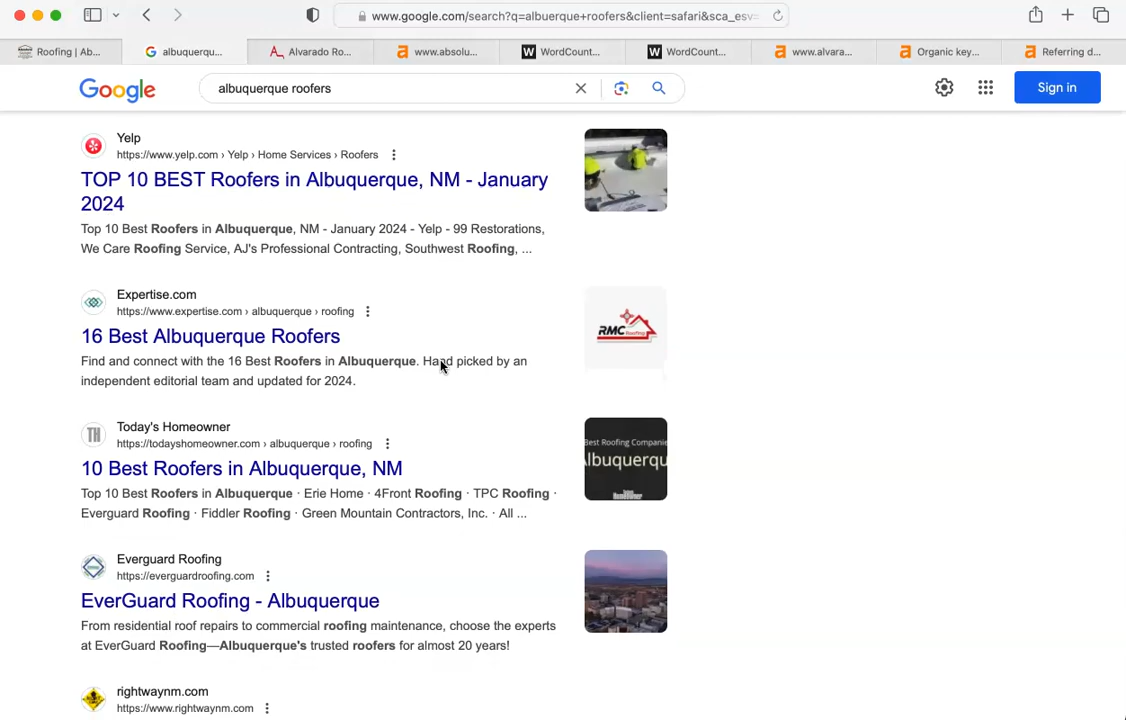 www.google.com/search?q=albuerque+roofers&client=safari&sca_esv=
Roofing | Ab...
albuquerqu...
Alvarado Ro...
www.absolu...
WordCount...
WordCount...
www.alvara...
Organic key...
Referring d...
Google
albuquerque roofers
Sign in
Yelp
https://www.yelp.com › Yelp › Home Services › Roofers
TOP 10 BEST Roofers in Albuquerque, NM - January
2024
Top 10 Best Roofers in Albuquerque, NM - January 2024 - Yelp - 99 Restorations,
We Care Roofing Service, AJ's Professional Contracting, Southwest Roofing, ...
Expertise.com
https://www.expertise.com › albuquerque › roofing
RMC
Roofing
16 Best Albuquerque Roofers
Find and connect with the 16 Best Roofers in Albuquerque. Hand picked by an
independent editorial team and updated for 2024.
TH
Today's Homeowner
https://todayshomeowner.com › albuquerque › roofing
Best Roofing Companie
lbuquerqu
10 Best Roofers in Albuquerque, NM
Top 10 Best Roofers in Albuquerque · Erie Home · 4Front Roofing · TPC Roofing ·
Everguard Roofing · Fiddler Roofing · Green Mountain Contractors, Inc. · All ...
Everguard Roofing
https://everguardroofing.com
EverGuard Roofing - Albuquerque
From residential roof repairs to commercial roofing maintenance, choose the experts
at EverGuard Roofing—Albuquerque's trusted roofers for almost 20 years!
rightwaynm.com
https://www.rightwaynm.com